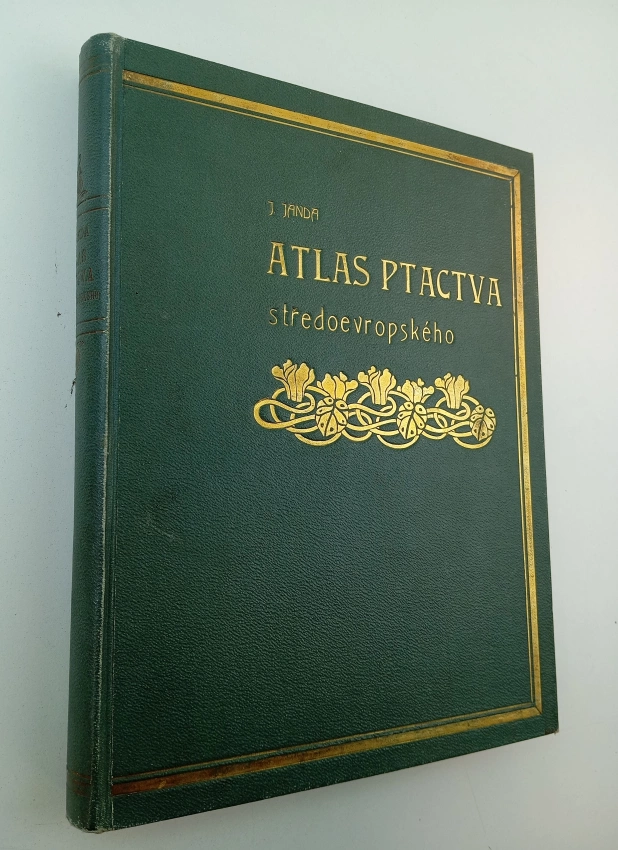 J. JANDA
ATLAS PTACTVA
středoevropského